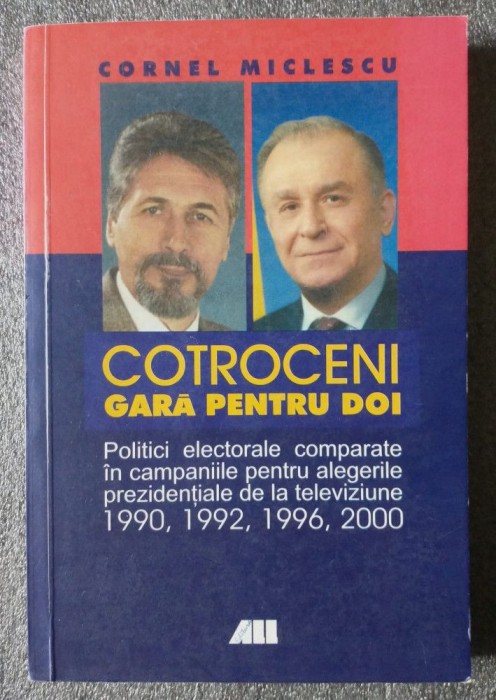 CORNEL MICLESCU
COTROCENI
GARĂ PENTRU DOI
Politici electorale comparate
în campaniile pentru alegerile
prezidențiale de la televiziune
1990, 1992, 1996, 2000
ALL